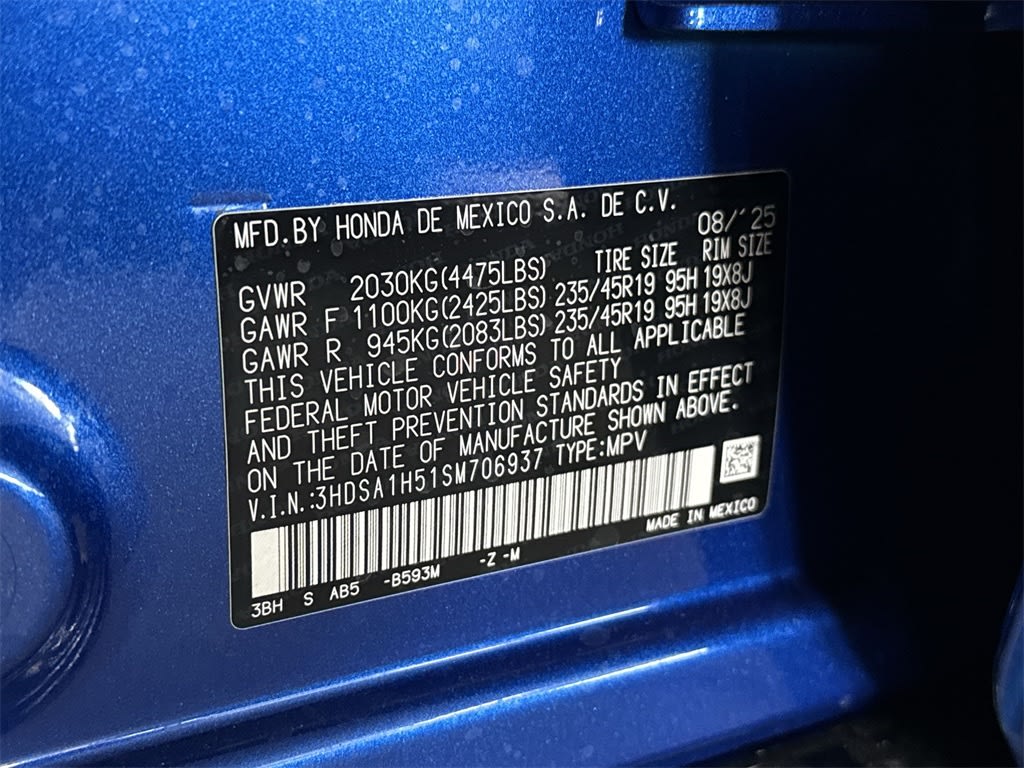 MFD.BY HONDA DE MEXICO S.A. DE C.V.
08/'25
TIRE SIZE RIM SIZE
GVWR 2030KG(4475LBS)
GAWR F 1100KG(2425LBS) 235/45R19 95H 19X8J
GAWR R 945KG(2083LBS) 235/45R19 95H 19X8J
THIS VEHICLE CONFORMS TO ALL APPLICABLE
FEDERAL MOTOR VEHICLE SAFETY
AND THEFT PREVENTION STANDARDS IN EFFECT
ON THE DATE OF MANUFACTURE SHOWN ABOVE.
V.I.N.:3HDSA1H51SM706937 TYPE:MPV
MADE IN MEXICO
3BH S AB5 -B593M -Z -M